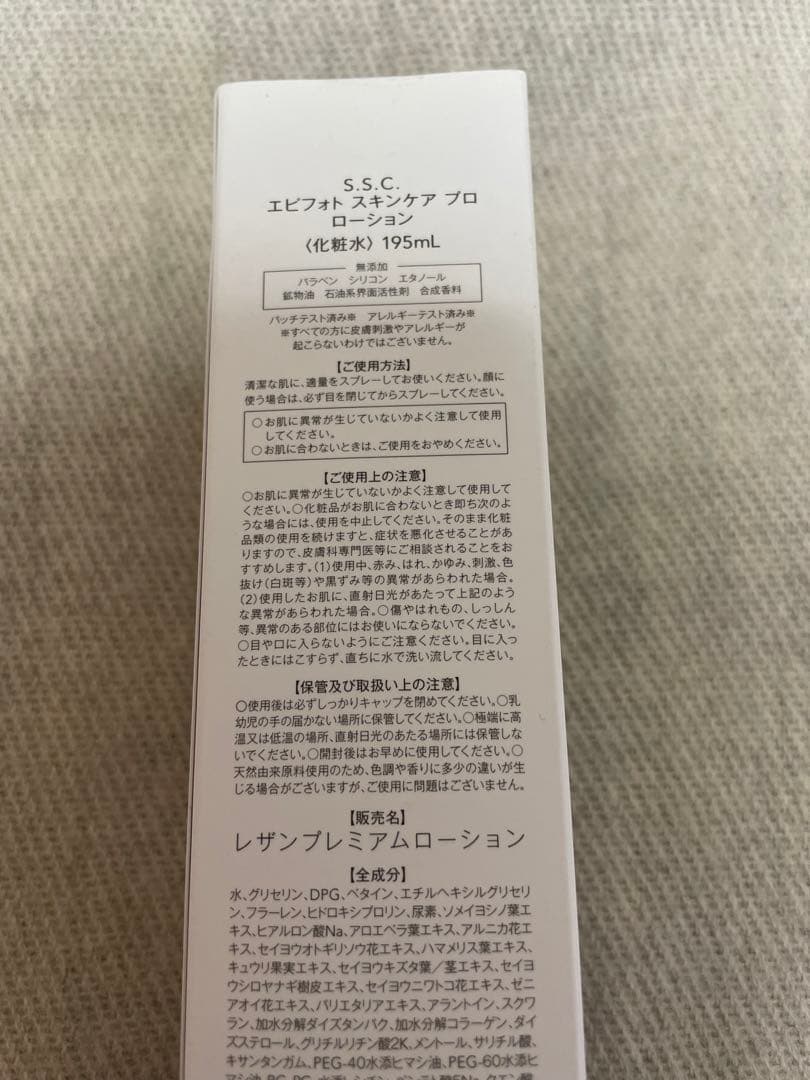 S.S.C.
エピフォト スキンケア プロ
ローション
〈化粧水〉195mL
無添加
パラベン シリコン エタノール
鉱物油 石油系界面活性剤 合成香料
パッチテスト済み※ アレルギーテスト済み※
※すべての方に皮膚刺激やアレルギーが
起こらないわけではございません。
【ご使用方法】
清潔な肌に、適量をスプレーしてお使いください。顔に
使う場合は、必ず目を閉じてからスプレーしてください。
○お肌に異常が生じていないかよく注意して使用
してください。
○お肌に合わないときは、ご使用をおやめください。
【ご使用上の注意】
○お肌に異常が生じていないかよく注意して使用して
ください。○化粧品がお肌に合わないとき即ち次のよ
うな場合には、使用を中止してください。そのまま化粧
品類の使用を続けますと、症状を悪化させることがあ
りますので、皮膚科専門医等にご相談されることをお
すすめします。(1)使用中、赤み、はれ、かゆみ、刺激、色
抜け(白斑等)や黒ずみ等の異常があらわれた場合。
(2)使用したお肌に、直射日光があたって上記のよう
な異常があらわれた場合。○傷やはれもの、しっしん
等、異常のある部位にはお使いにならないでください。
○目や口に入らないようにご注意ください。目に入っ
たときにはこすらず、直ちに水で洗い流してください。
【保管及び取扱い上の注意】
○使用後は必ずしっかりキャップを閉めてください。○乳
幼児の手の届かない場所に保管してください。○極端に高
温又は低温の場所、直射日光のあたる場所には保管しな
いでください。○開封後はお早めに使用してください。○
天然由来原料使用のため、色調や香りに多少の違いが生
じる場合がございますが、ご使用に問題はございません。
【販売名】
レザンプレミアムローション
【全成分】
水、グリセリン、DPG、ベタイン、エチルヘキシルグリセリ
ン、フラーレン、ヒドロキシプロリン、尿素、ソメイヨシノ葉エ
キス、ヒアルロン酸Na、アロエベラ葉エキス、アルニカ花エ
キス、セイヨウオトギリソウ花エキス、ハマメリス葉エキス、
キュウリ果実エキス、セイヨウキズタ葉/茎エキス、セイヨ
ウシロヤナギ樹皮エキス、セイヨウニワトコ花エキス、ゼニ
アオイ花エキス、パリエタリアエキス、アラントイン、スクワ
ラン、加水分解ダイズタンパク、加水分解コラーゲン、ダイ
ズステロール、グリチルリチン酸2K、メントール、サリチル酸、
キサンタンガム、PEG-40水添ヒマシ油、PEG-60水添ヒ
マシ油、BG、PG、水添レシチン、ペンテト酸5Na、クエン酸